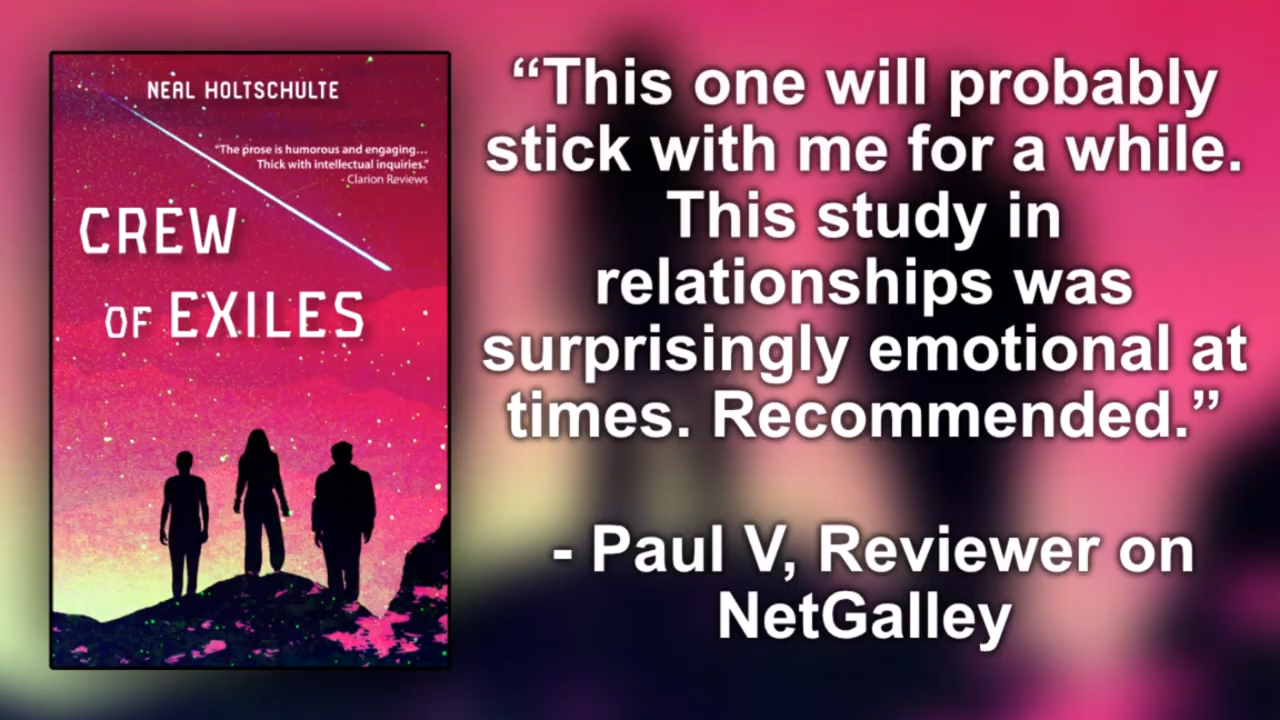 NEAL HOLTSCHULTE
“The prose is humorous and engaging...
Thick with intellectual inquiries.”
- Clarion Reviews
CREW
OF EXILES
“This one will probably
stick with me for a while.
This study in
relationships was
surprisingly emotional at
times. Recommended.”
- Paul V, Reviewer on
NetGalley